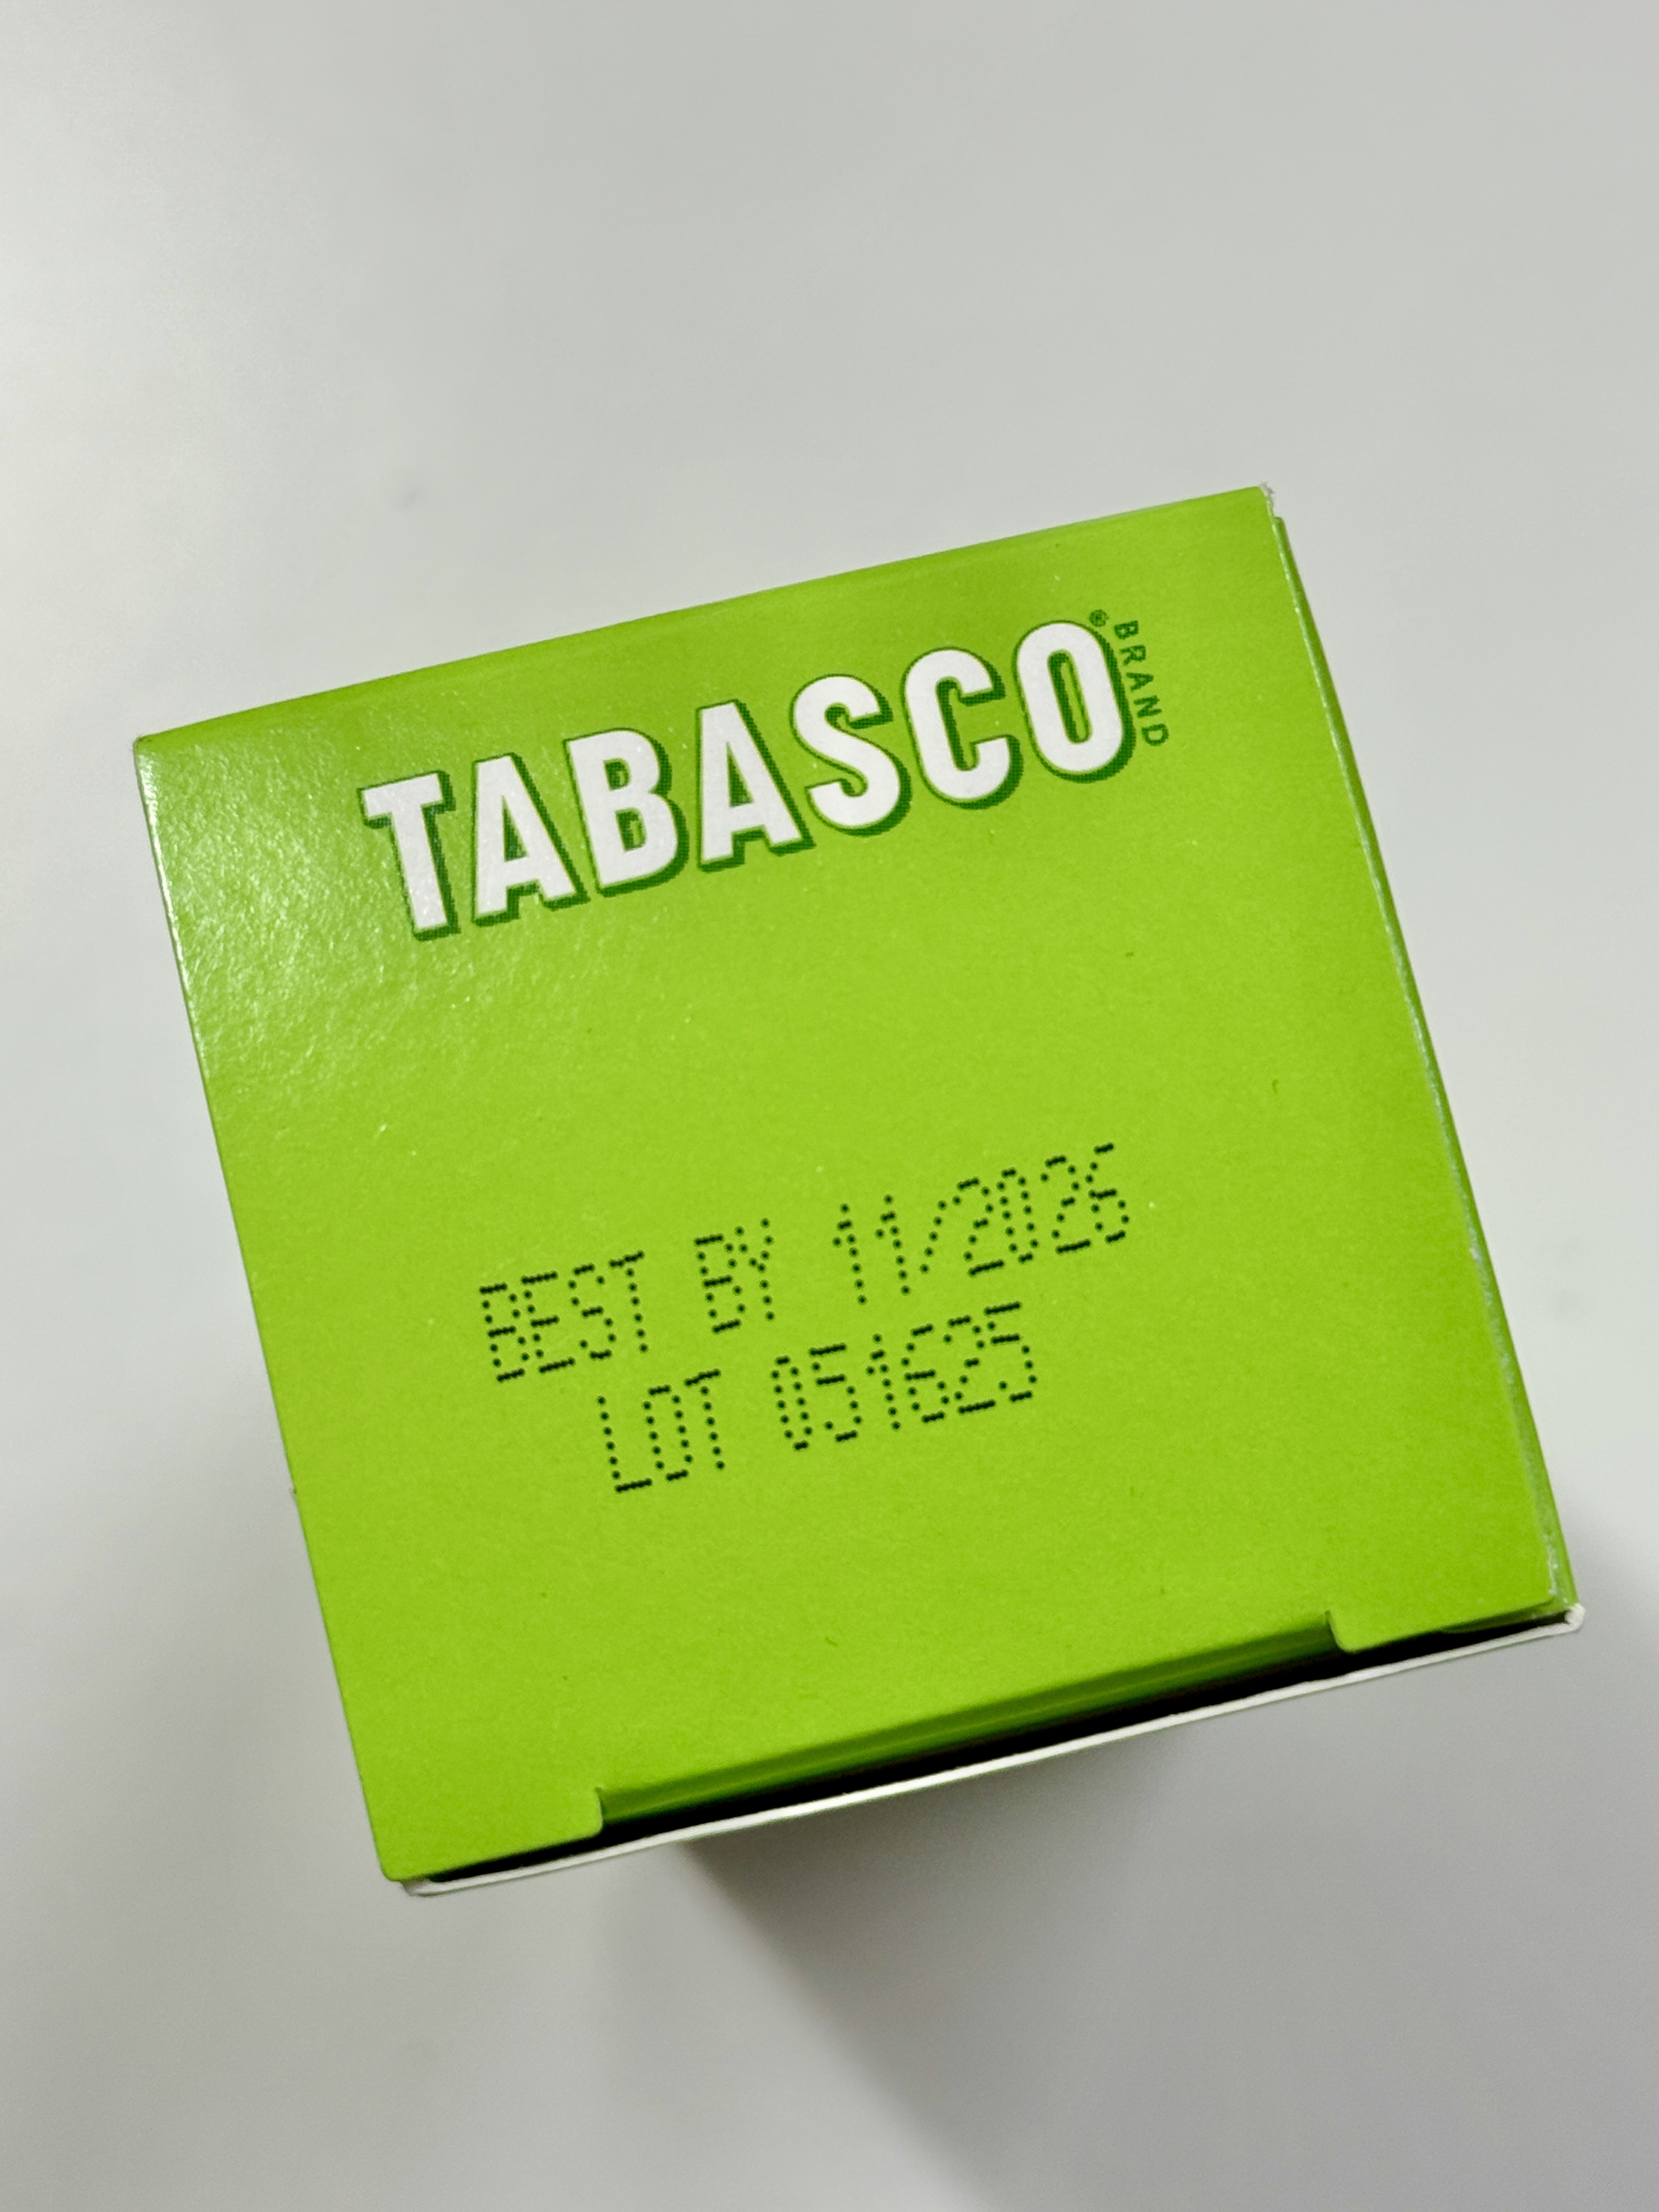 TABASCO® BRAND
BEST BY 11/2026
LOT 051625